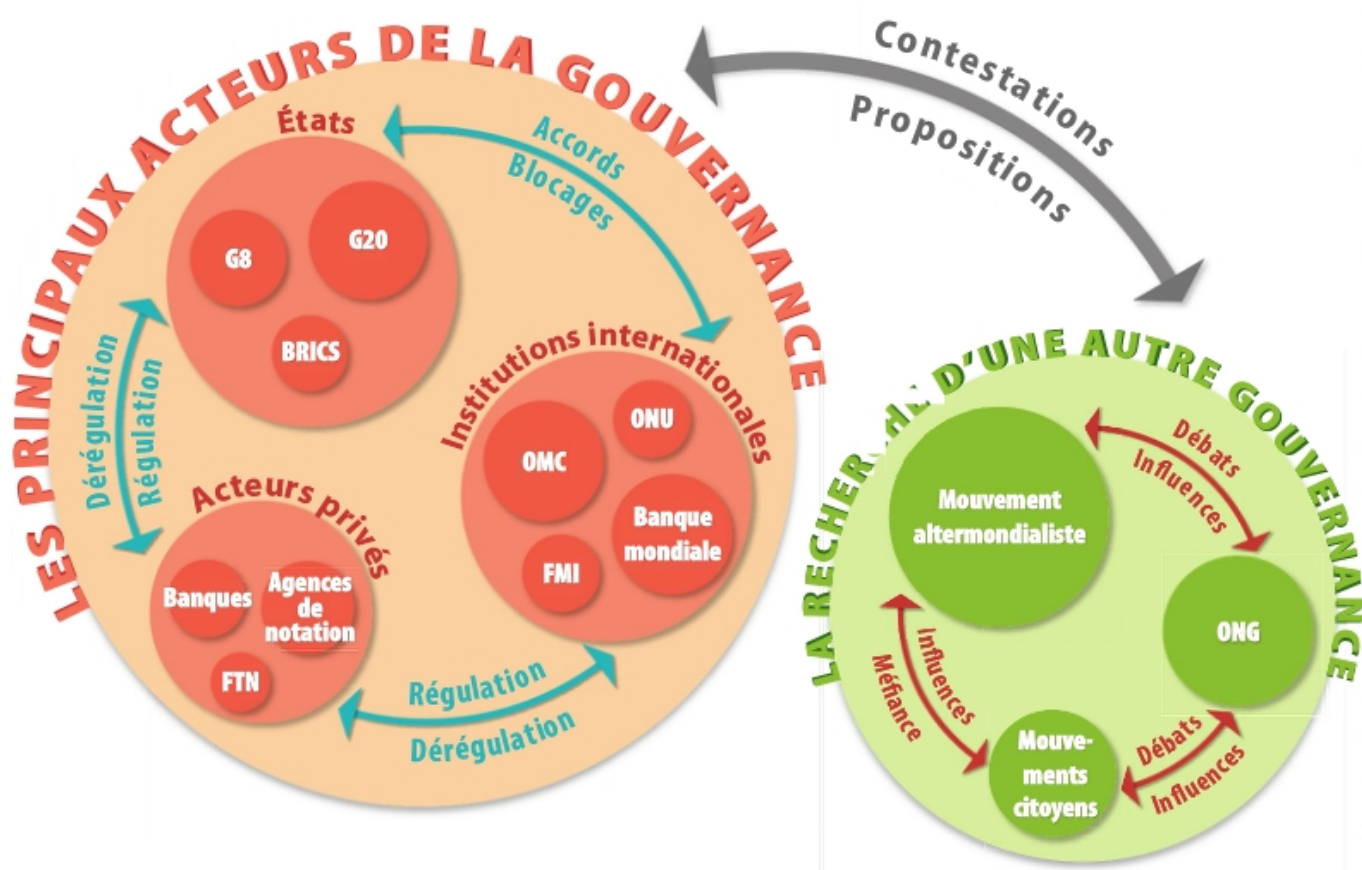 LES PRINCIPAUX ACTEURS DE LA GOUVERNANCE
États
G8
G20
BRICS
Accords
Blocages
Dérégulation
Régulation
Institutions internationales
OMC
ONU
Banque
mondiale
FMI
Acteurs privés
Banques
Agences
de
notation
FTN
Régulation
Dérégulation
Contestations
Propositions
LA RECHERCHE D'UNE AUTRE GOUVERNANCE
Mouvement
altermondialiste
Débats
Influences
ONG
Influences
Méfiance
Mouve-
ments
citoyens
Débats
Influences